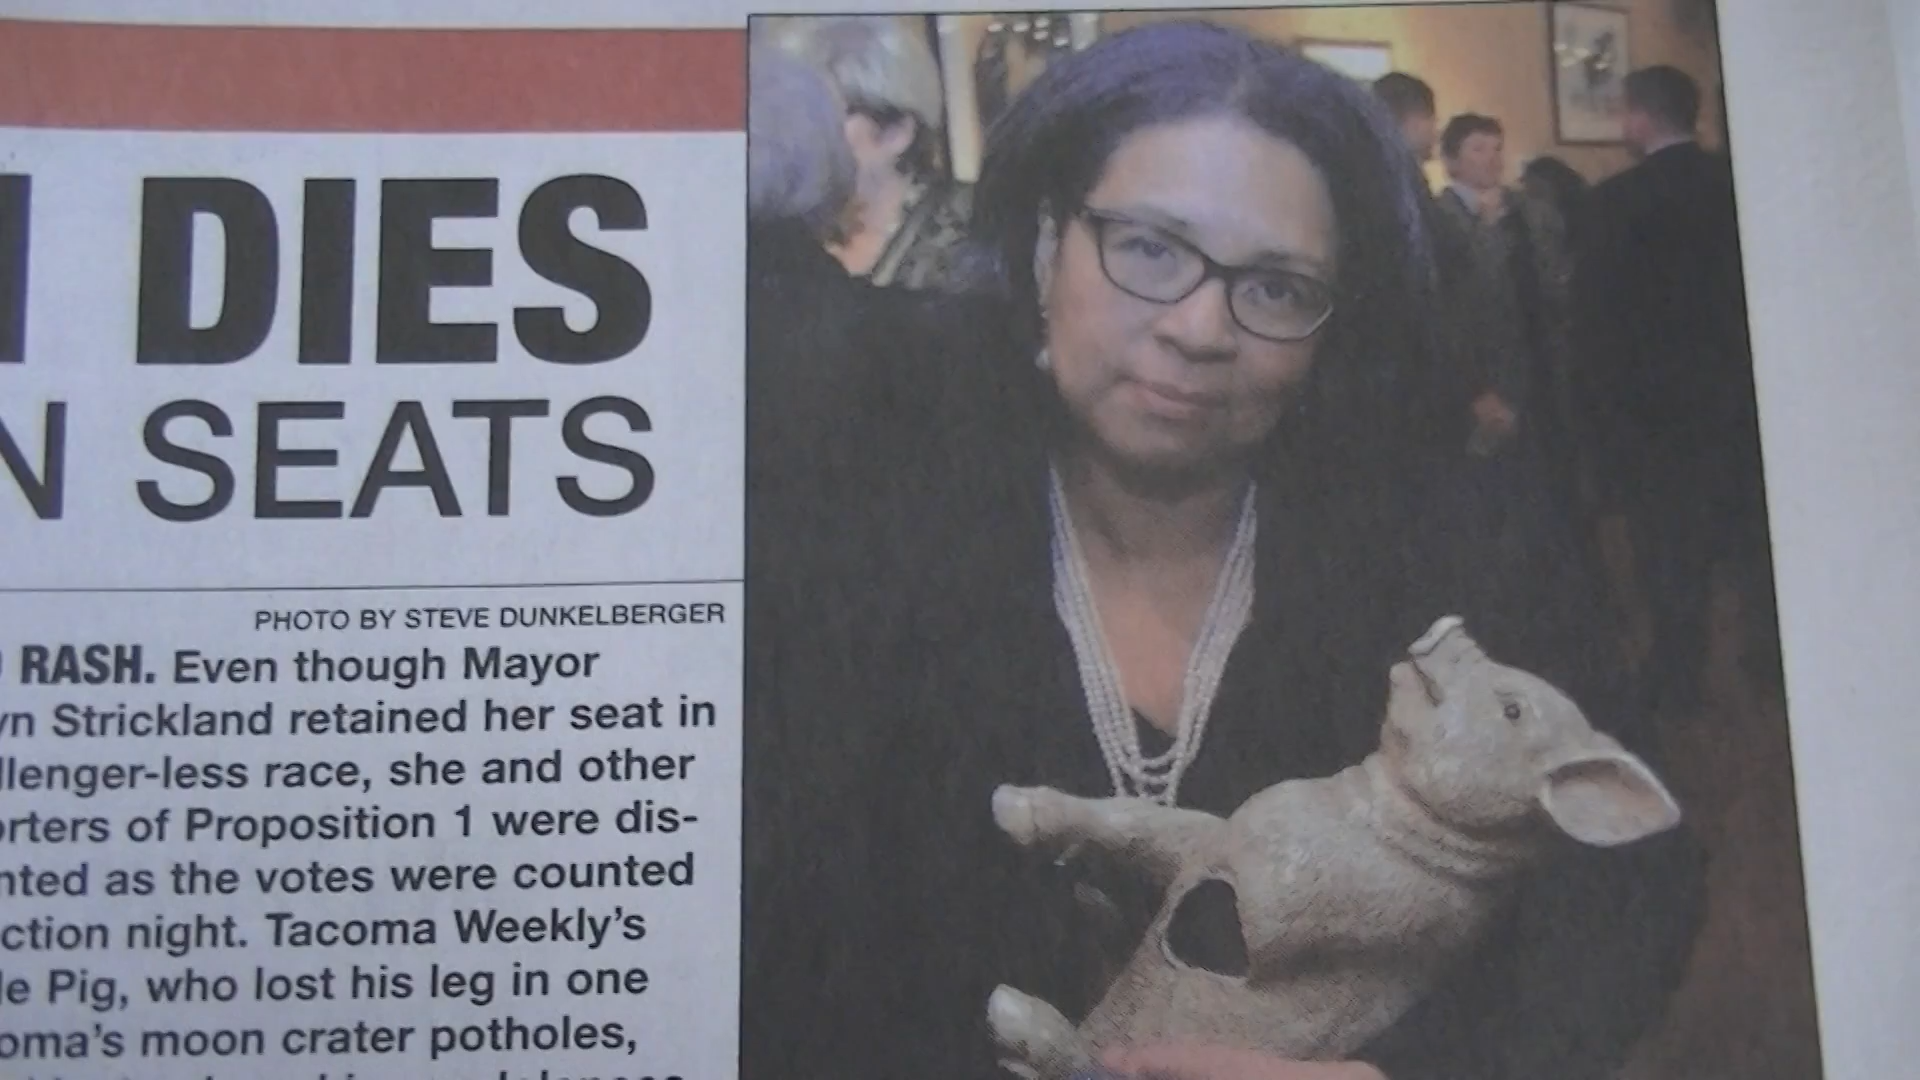 DIES
N SEATS
PHOTO BY STEVE DUNKELBERGER
RASH. Even though Mayor
yn Strickland retained her seat in
llenger-less race, she and other
orters of Proposition 1 were dis-
nted as the votes were counted
ction night. Tacoma Weekly's
le Pig, who lost his leg in one
oma's moon crater potholes,